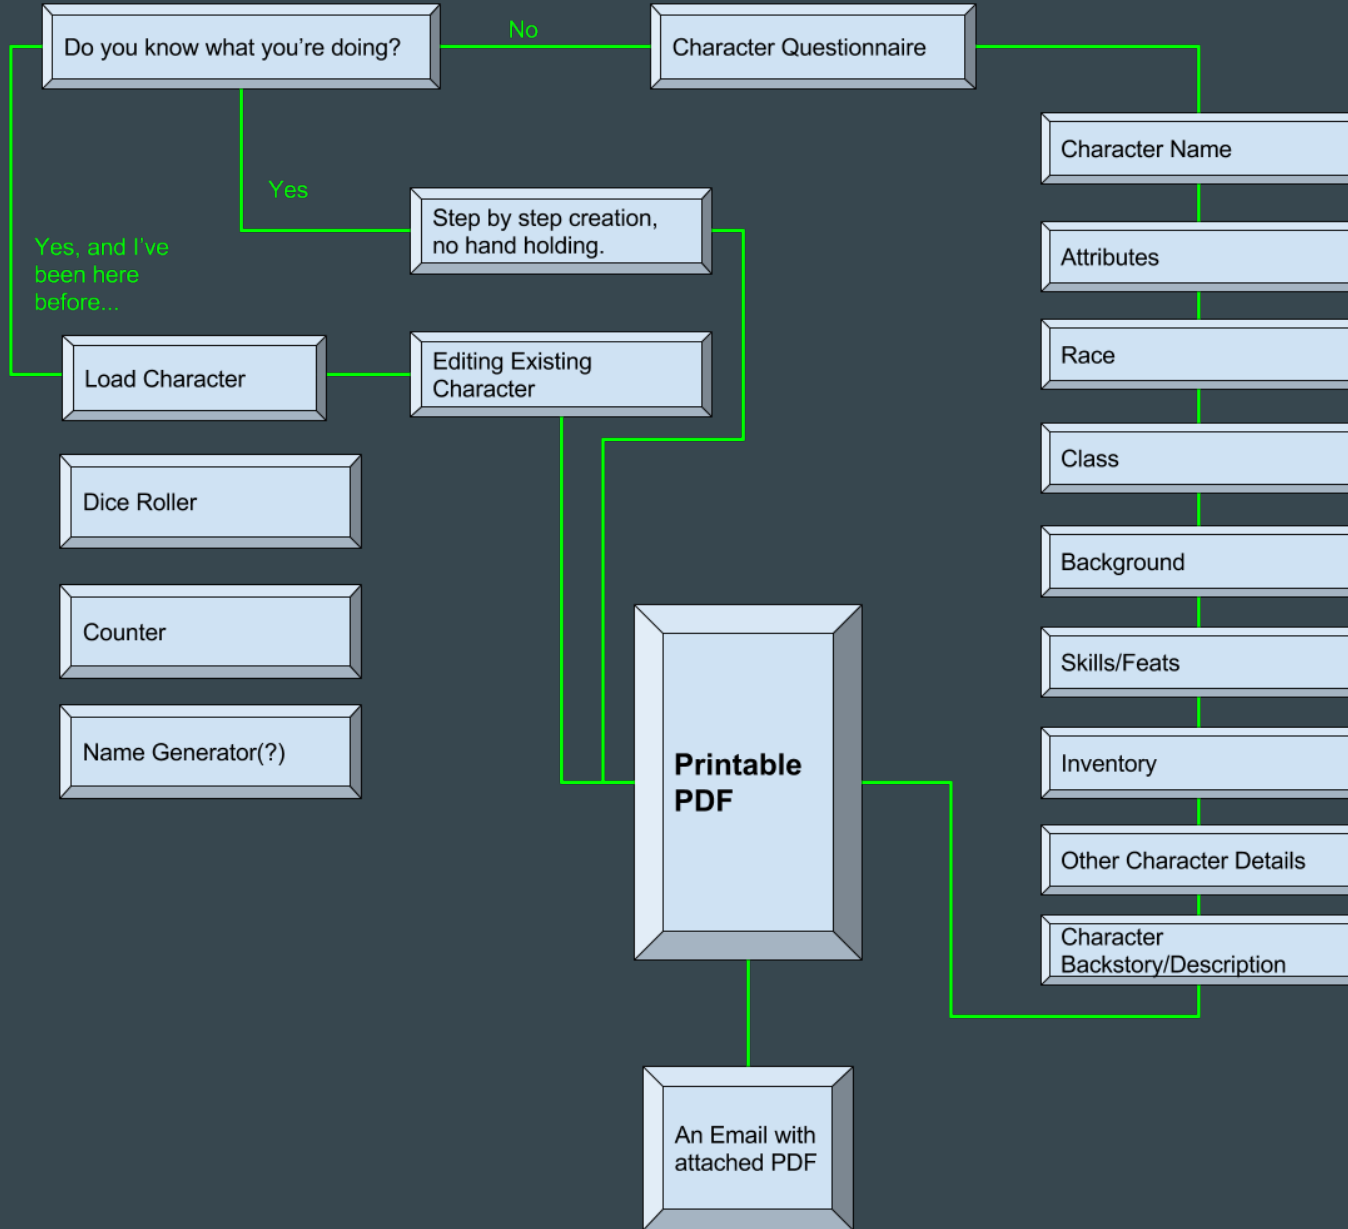 Do you know what you're doing?
No
Character Questionnaire
Character Name
Yes
Step by step creation,
no hand holding.
Attributes
Yes, and I've
been here
before...
Race
Load Character
Editing Existing
Character
Class
Dice Roller
Background
Counter
Skills/Feats
Name Generator(?)
Printable
PDF
Inventory
Other Character Details
Character
Backstory/Description
An Email with
attached PDF